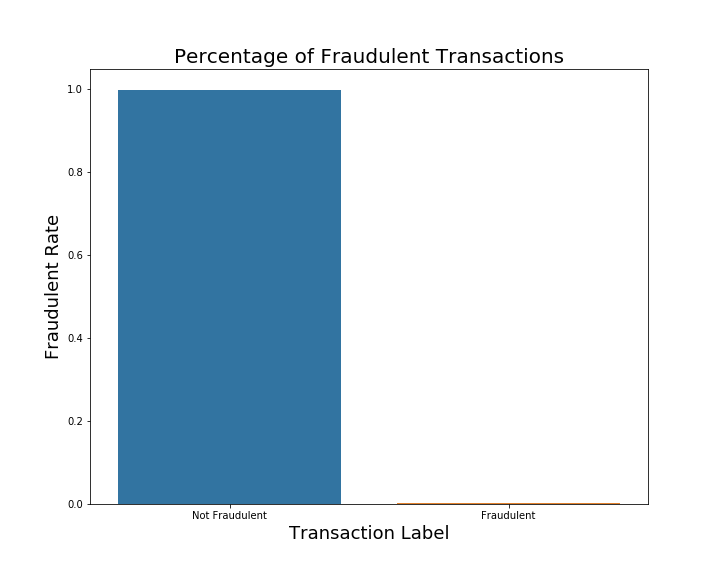 Percentage of Fraudulent Transactions
Fraudulent Rate
1.0
0.8
0.6
0.4
0.2
0.0
Not Fraudulent
Fraudulent
Transaction Label